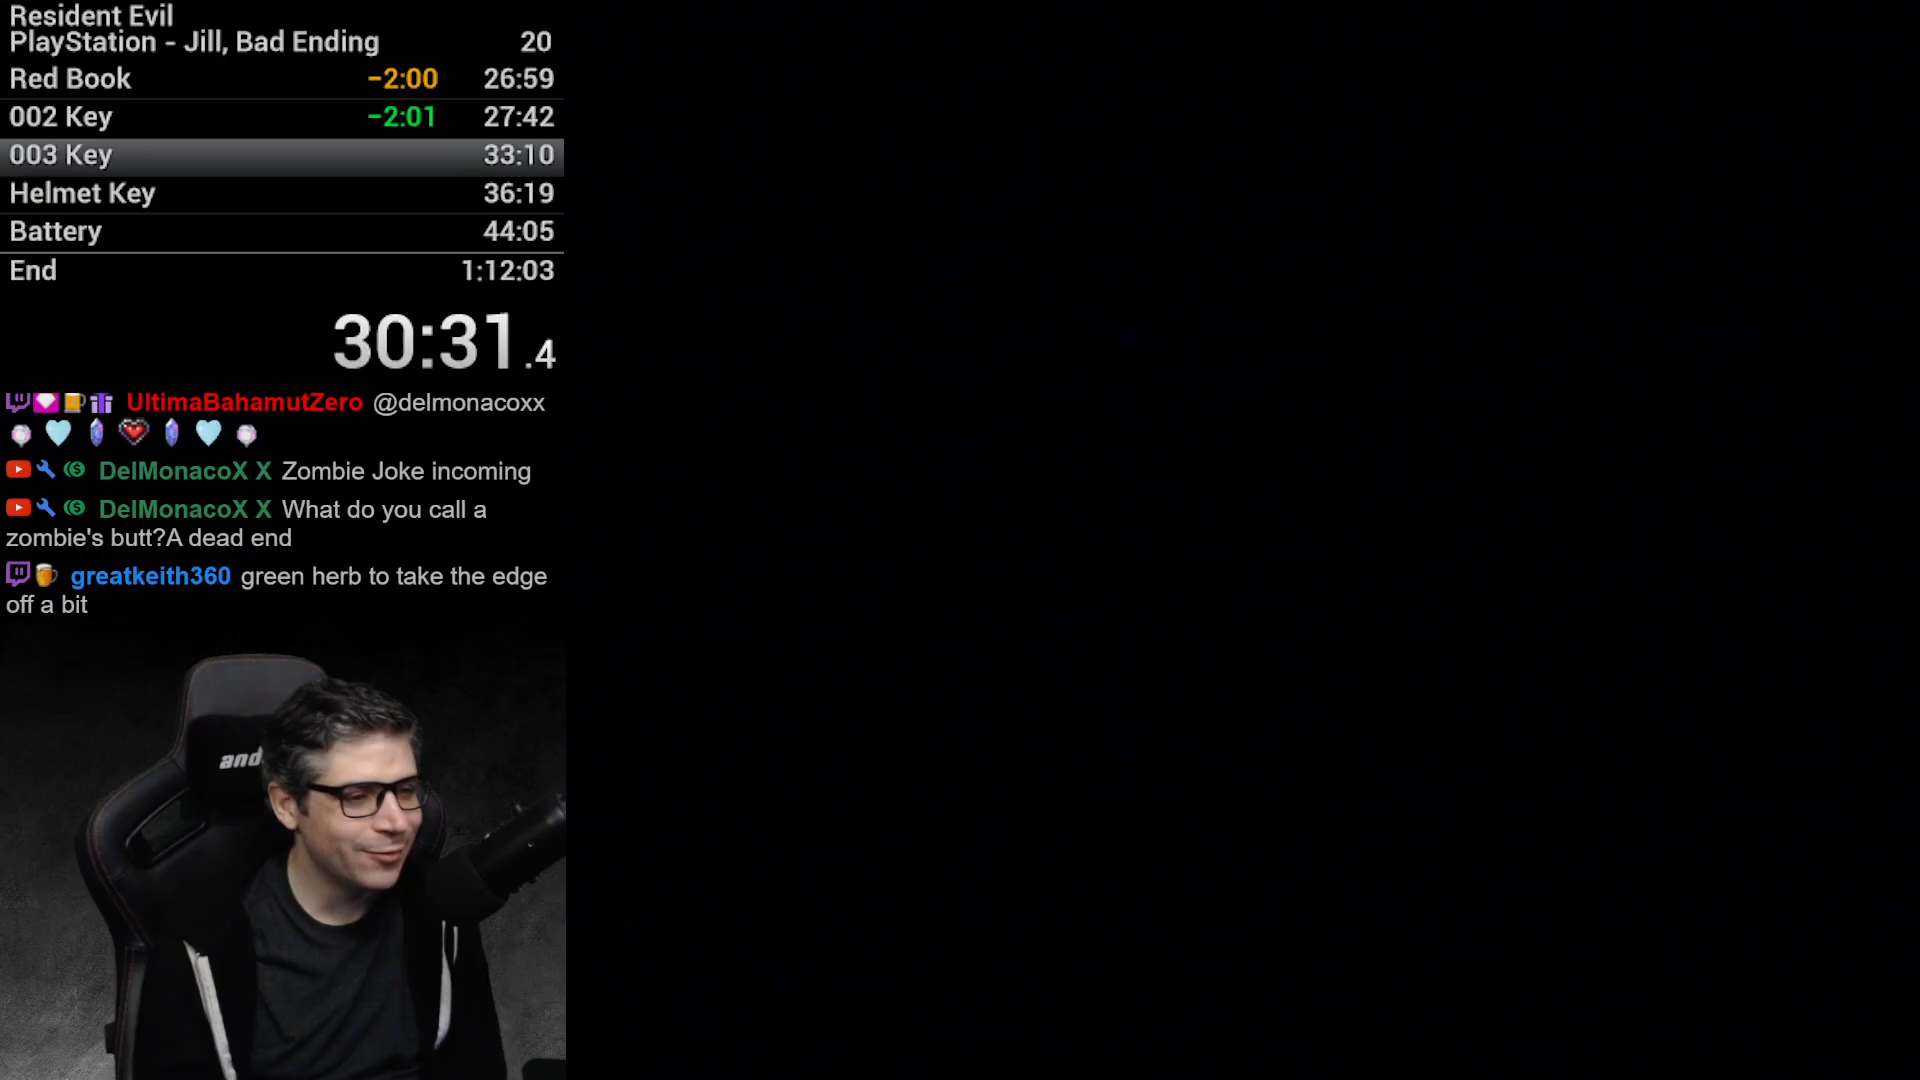 Resident Evil
PlayStation - Jill, Bad Ending 20
Red Book −2:00 26:59
002 Key −2:01 27:42
003 Key 33:10
Helmet Key 36:19
Battery 44:05
End 1:12:03
30:31.4
UltimaBahamutZero @delmonacoxx
DelMonacoX X Zombie Joke incoming
DelMonacoX X What do you call a
zombie's butt?A dead end
greatkeith360 green herb to take the edge
off a bit
and